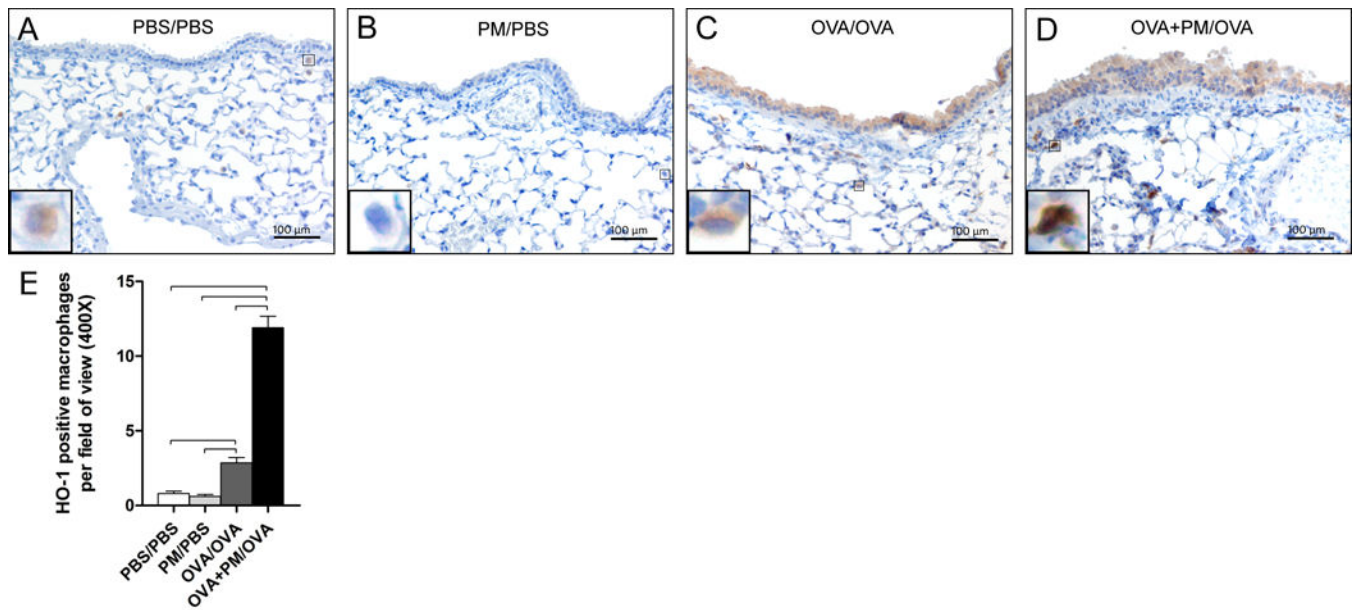 A
PBS/PBS
100 µm
B
PM/PBS
100 µm
C
OVA/OVA
100 µm
D
OVA+PM/OVA
100 µm
E
HO-1 positive macrophages
per field of view (400X)
15
10
5
0
PBS/PBS
PM/PBS
OVA/OVA
OVA+PM/OVA